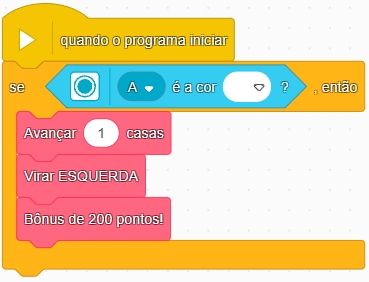 quando o programa iniciar
se A é a cor ? , então
Avançar 1 casas
Virar ESQUERDA
Bônus de 200 pontos!